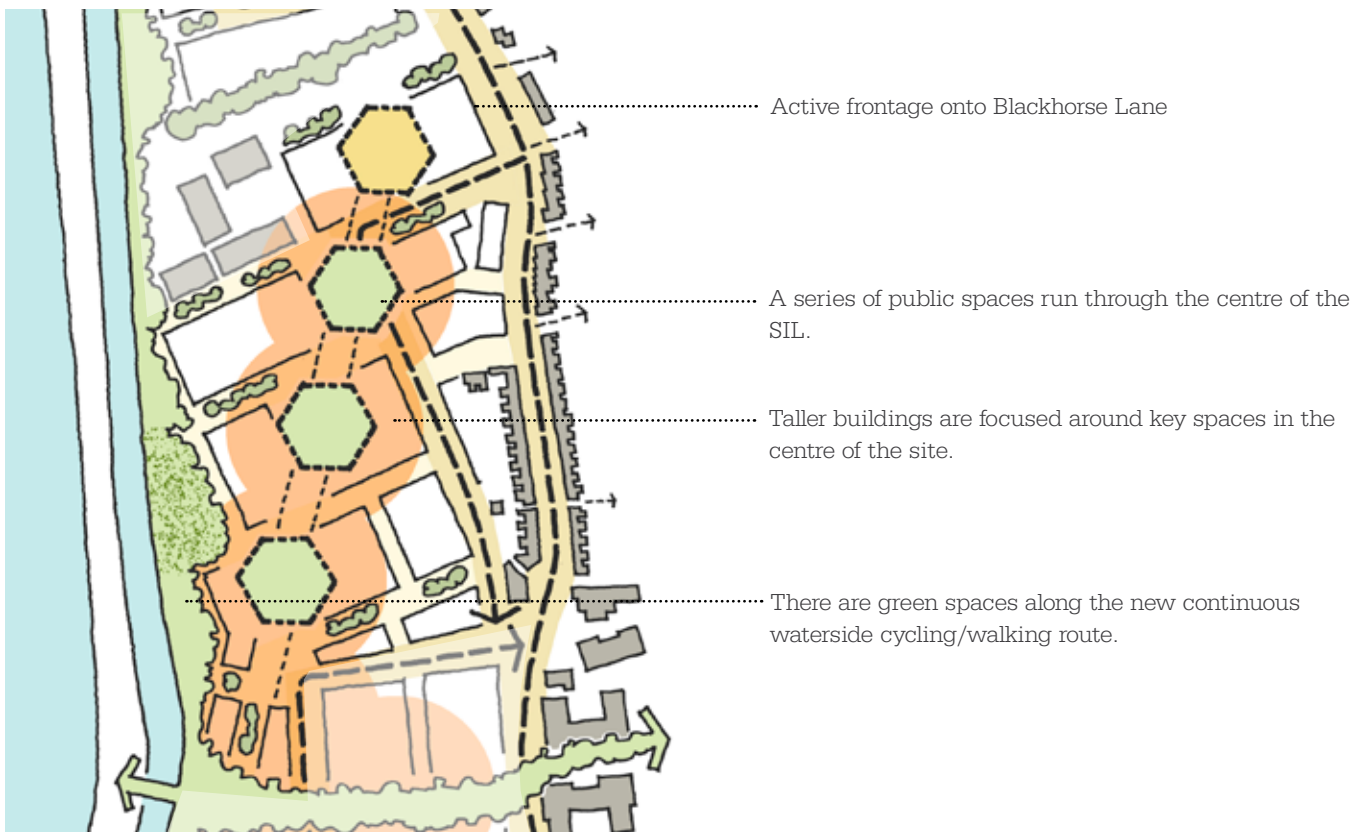 Active frontage onto Blackhorse Lane
A series of public spaces run through the centre of the
SIL.
Taller buildings are focused around key spaces in the
centre of the site.
There are green spaces along the new continuous
waterside cycling/walking route.